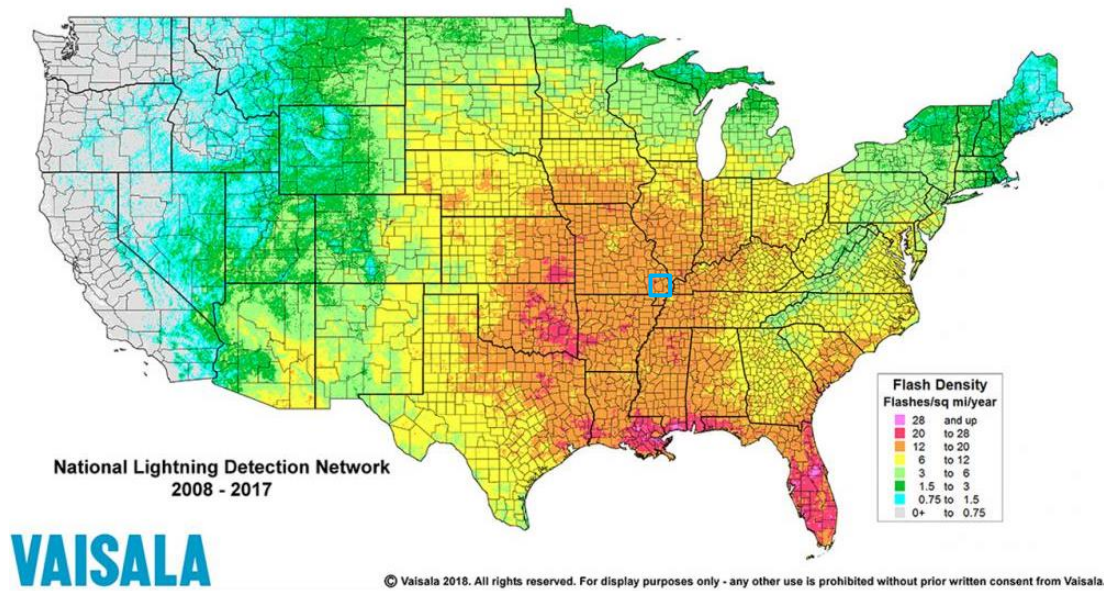 Flash Density
Flashes/sq mi/year
28 and up
20 to 28
12 to 20
6 to 12
3 to 6
1.5 to 3
0.75 to 1.5
0+ to 0.75
National Lightning Detection Network
2008 - 2017
VAISALA
© Vaisala 2018. All rights reserved. For display purposes only - any other use is prohibited without prior written consent from Vaisala.